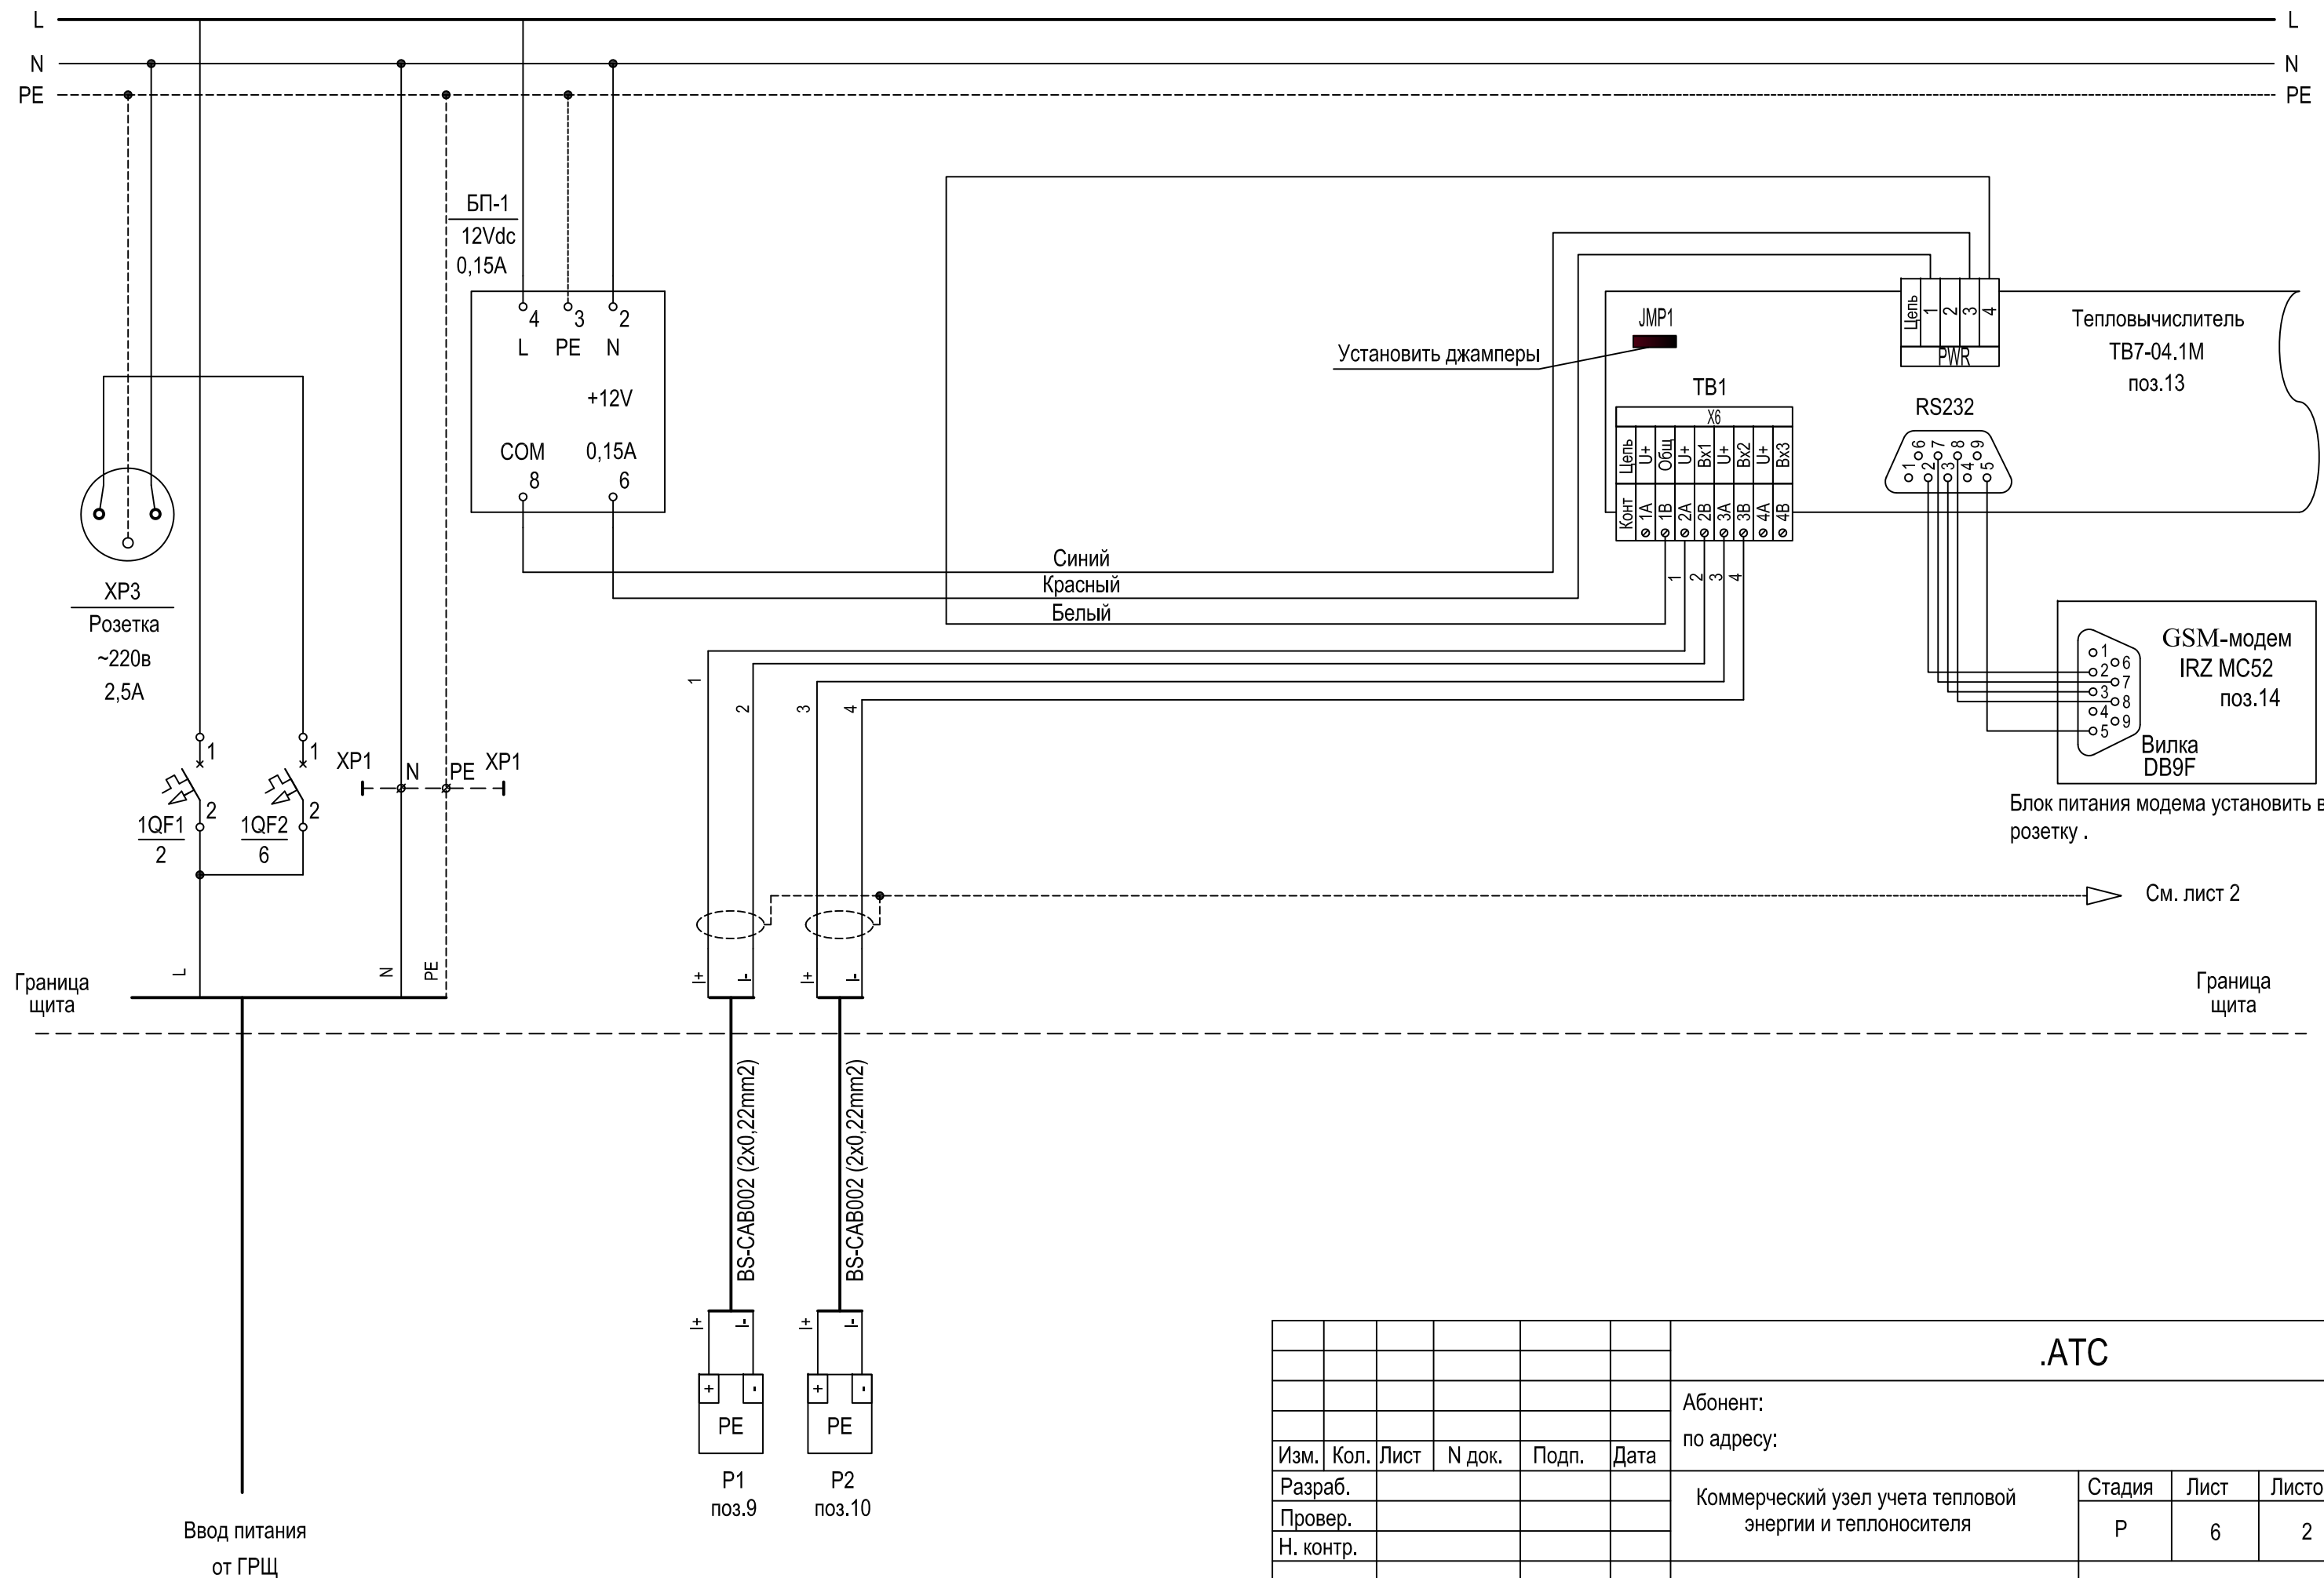 L
L
N
N
PE
PE
БП-1
12Vdc
0,15А
4
3
2
L
PE
N
+12V
COM
0,15А
8
6
XP3
Розетка
~220в
2,5А
1
2
1QF1
2
1
2
1QF2
6
XP1
N
PE
XP1
L
N
PE
Граница
щита
Граница
щита
Ввод питания
от ГРЩ
Синий
Красный
Белый
Установить джамперы
JMP1
TB1
X6
Цепь
U+
Общ
U+
Вх1
U+
Вх2
U+
Вх3
Конт
1A
1B
2A
2B
3A
3B
4A
4B
1
2
3
4
Цепь
1
2
3
4
PWR
Тепловычислитель
ТВ7-04.1М
поз.13
RS232
6
7
8
9
1
2
3
4
5
GSM-модем
IRZ MC52
поз.14
1
6
2
7
3
8
4
9
5
Вилка
DB9F
Блок питания модема установить в
розетку .
См. лист 2
1
2
3
4
I+
I-
I+
I-
BS-CAB002 (2x0,22mm2)
BS-CAB002 (2x0,22mm2)
I+
I-
I+
I-
+
-
+
-
PE
PE
P1
поз.9
P2
поз.10
.АТС
Абонент:
по адресу:
Изм.
Кол.
Лист
N док.
Подп.
Дата
Разраб.
Провер.
Н. контр.
Коммерческий узел учета тепловой
энергии и теплоносителя
Стадия
Лист
Р
6
2